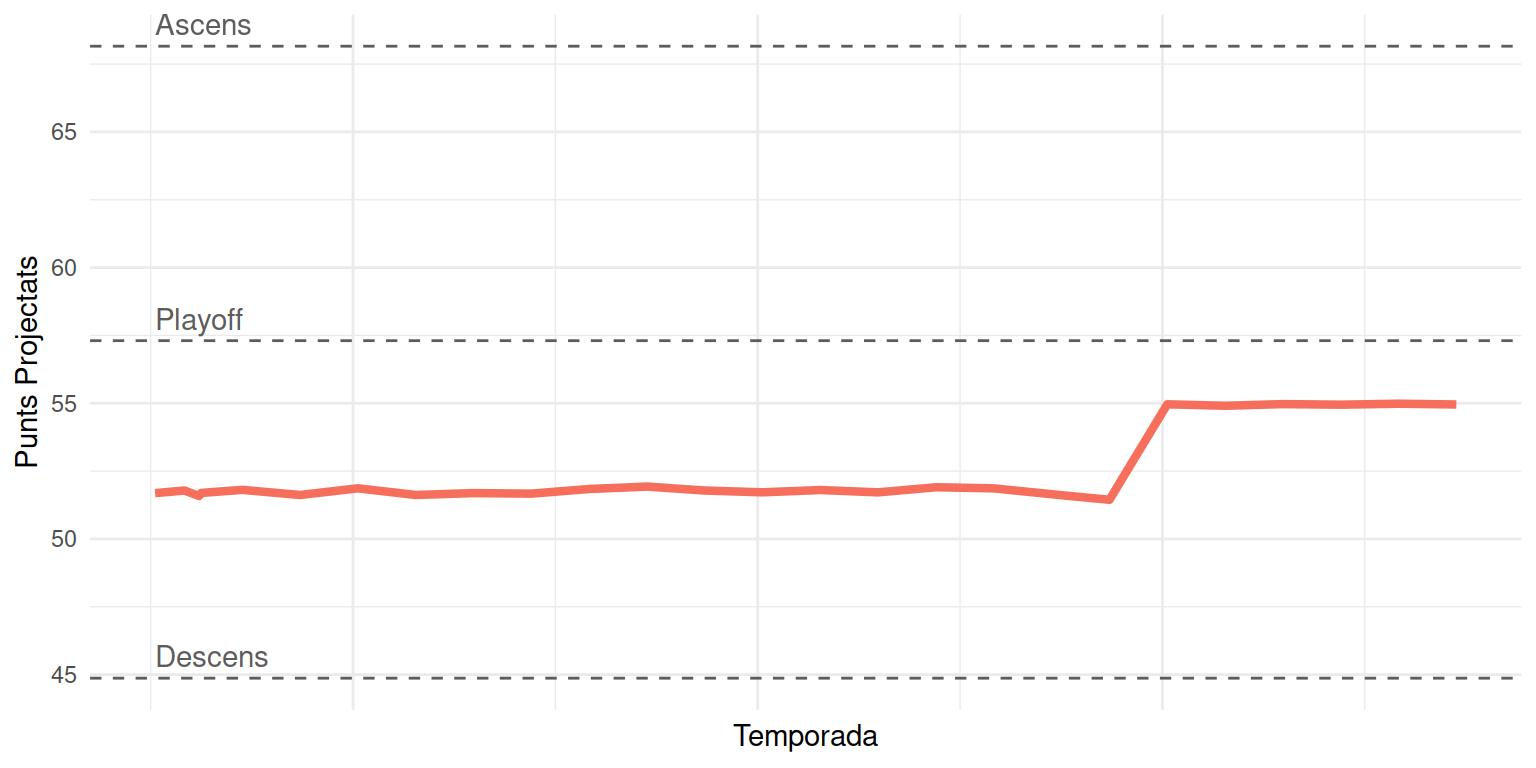 Ascens
65
60
Playoff
55
50
Descens
45
Punts Projectats
Temporada